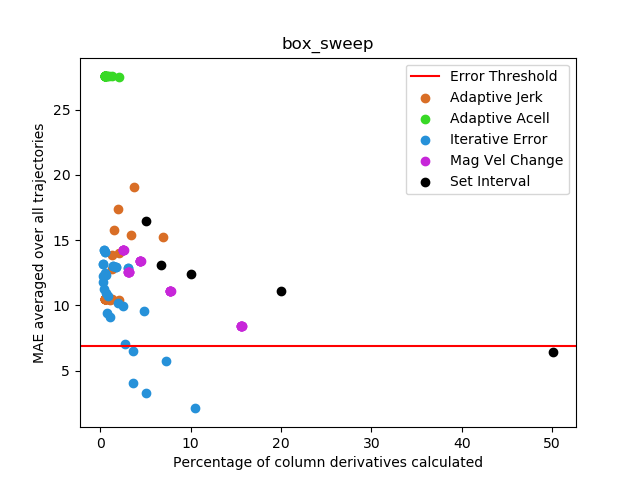 box_sweep
MAE averaged over all trajectories
25
20
15
10
5
Error Threshold
Adaptive Jerk
Adaptive Acell
Iterative Error
Mag Vel Change
Set Interval
0 10 20 30 40 50
Percentage of column derivatives calculated